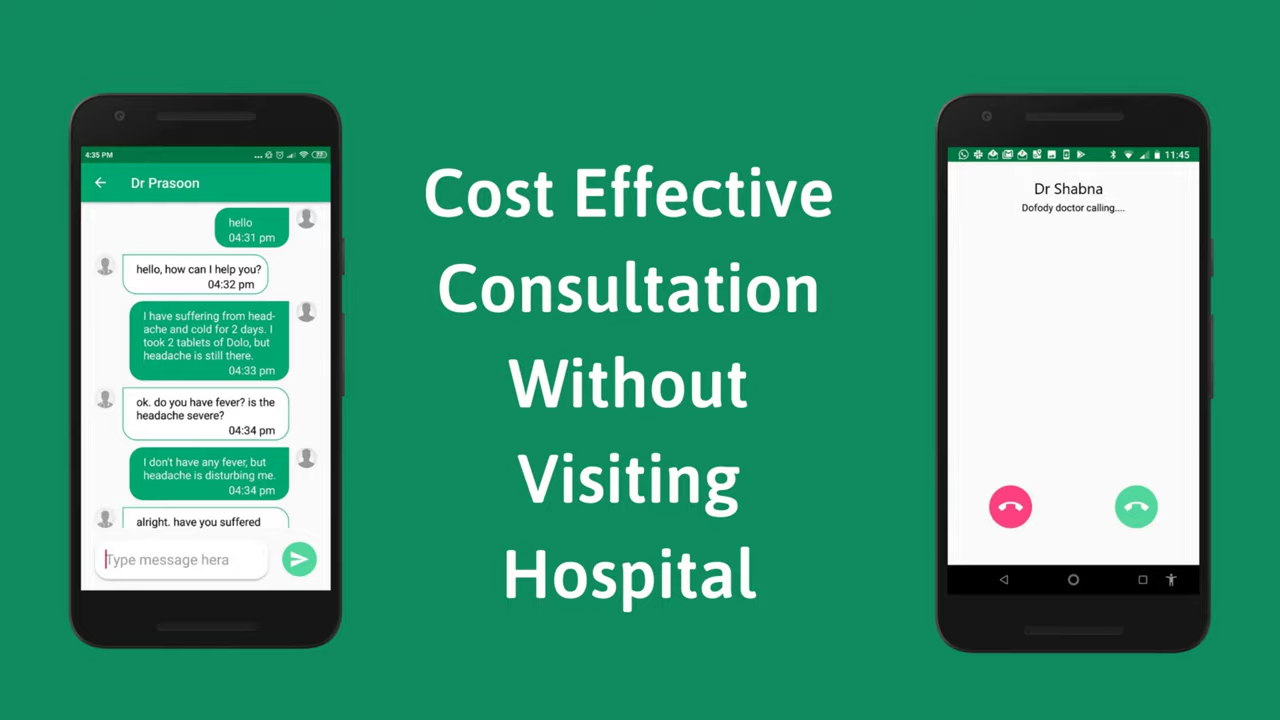 4:35 PM
Dr Prasoon
hello
04:31 pm
hello, how can I help you?
04:32 pm
I have suffering from head-
ache and cold for 2 days. I
took 2 tablets of Dolo, but
headache is still there.
04:33 pm
ok. do you have fever? is the
headache severe?
04:34 pm
I don't have any fever, but
headache is disturbing me.
04:34 pm
alright. have you suffered
Type message hera
Cost Effective
Consultation
Without
Visiting
Hospital
11:45
Dr Shabna
Dofody doctor calling....